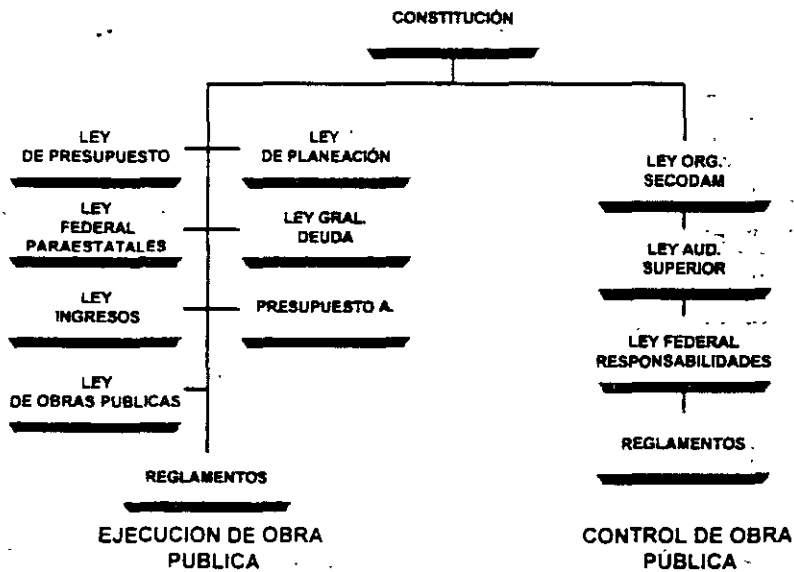 CONSTITUCIÓN
LEY
DE PRESUPUESTO
LEY
DE PLANEACIÓN
LEY
FEDERAL
PARAESTATALES
LEY GRAL.
DEUDA
LEY
INGRESOS
PRESUPUESTO A.
LEY
DE OBRAS PUBLICAS
REGLAMENTOS
EJECUCION DE OBRA
PUBLICA
LEY ORG.
SECODAM
LEY AUD.
SUPERIOR
LEY FEDERAL
RESPONSABILIDADES
REGLAMENTOS
CONTROL DE OBRA
PÚBLICA